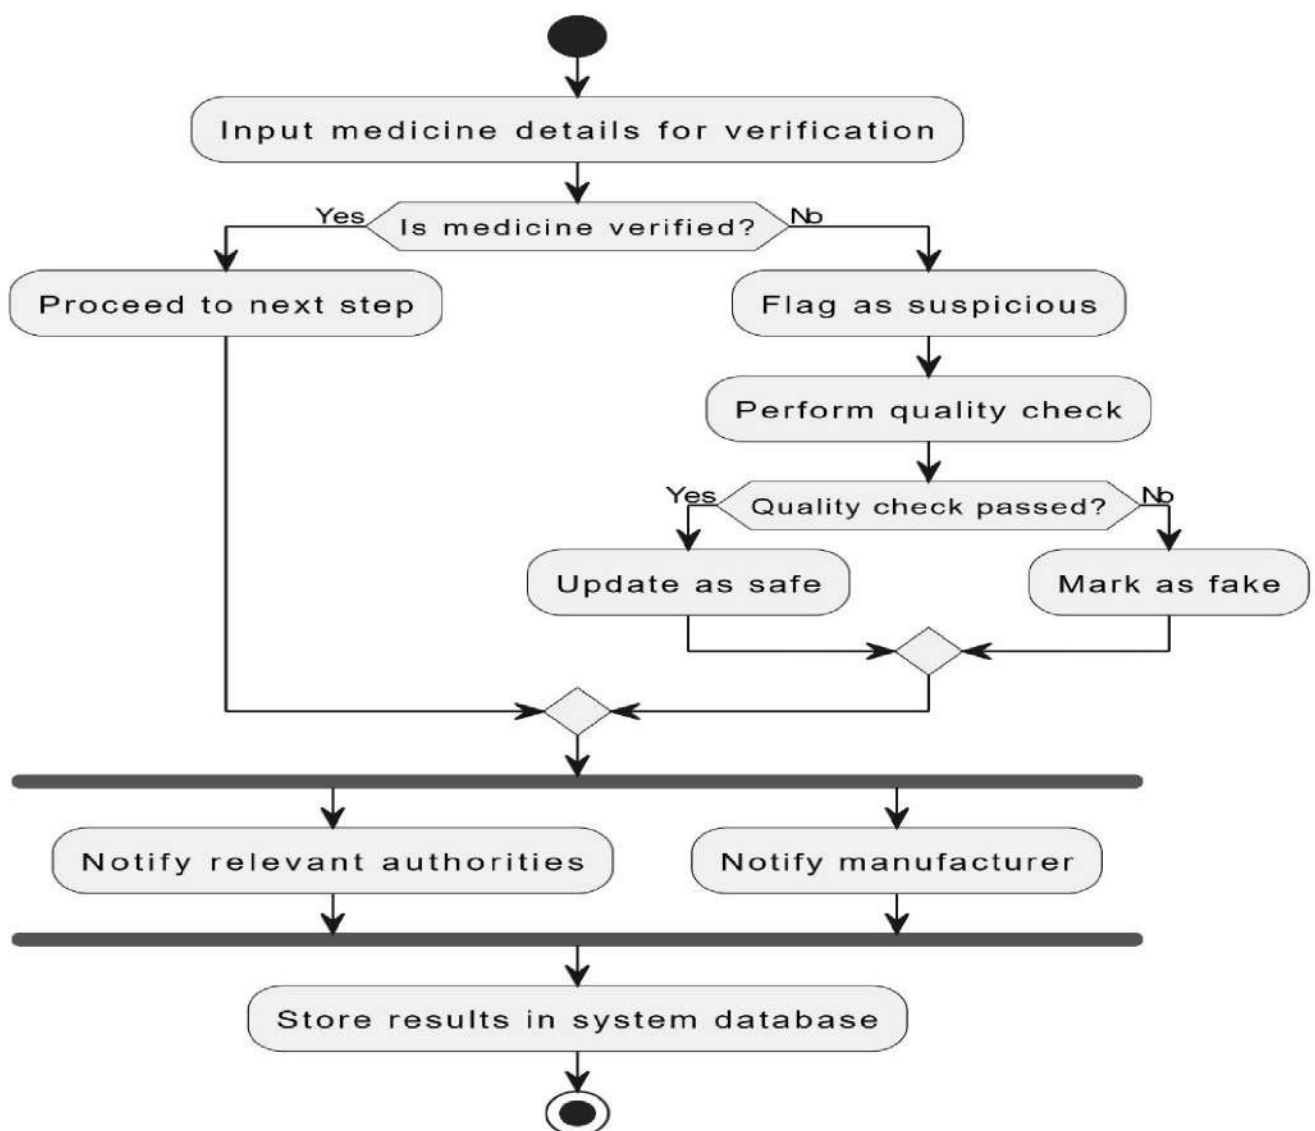 Input medicine details for verification
Yes
Is medicine verified?
No
Proceed to next step
Flag as suspicious
Perform quality check
Yes
Quality check passed?
No
Update as safe
Mark as fake
Notify relevant authorities
Notify manufacturer
Store results in system database